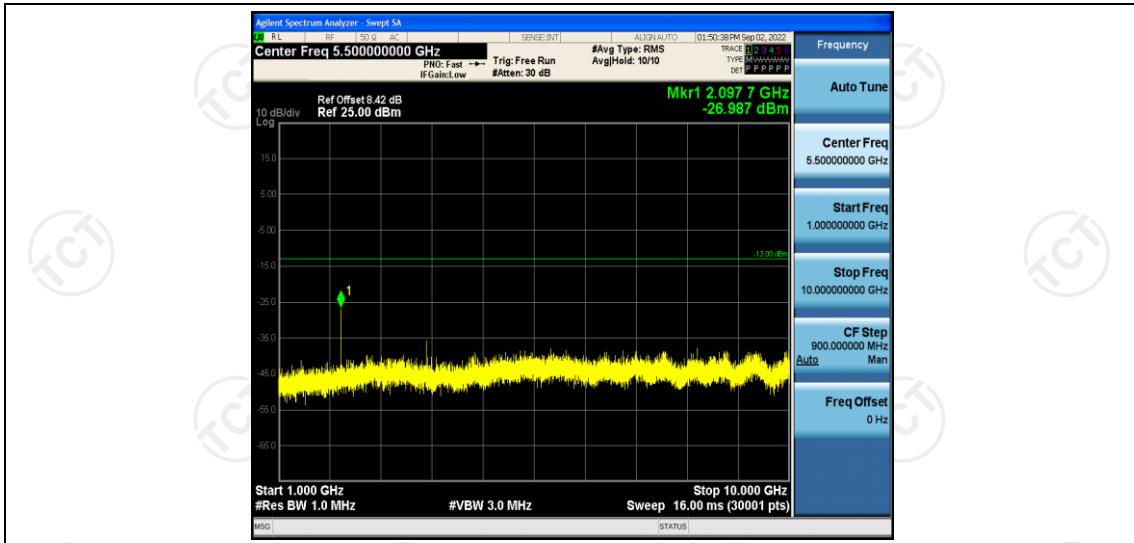 Agilent Spectrum Analyzer - Swept SA
RL RF 50 Ω AC SENSE:INT ALIGN AUTO 01:50:38 PM Sep 02, 2022
Center Freq 5.500000000 GHz
PNO: Fast
IFGain:Low
Trig: Free Run
#Atten: 30 dB
#Avg Type: RMS
Avg|Hold: 10/10
TRACE 1 2 3 4 5 6
TYPE M
DET P P P P P P
Mkr1 2.097 7 GHz
-26.987 dBm
Ref Offset 8.42 dB
10 dB/div Ref 25.00 dBm
Log
15.0
5.00
-5.00
-13.00 dBm
-15.0
1
-25.0
-35.0
-45.0
-55.0
-65.0
Start 1.000 GHz Stop 10.000 GHz
#Res BW 1.0 MHz #VBW 3.0 MHz Sweep 16.00 ms (30001 pts)
MSG STATUS
Frequency
Auto Tune
Center Freq
5.500000000 GHz
Start Freq
1.000000000 GHz
Stop Freq
10.000000000 GHz
CF Step
900.000000 MHz
Auto Man
Freq Offset
0 Hz
TCT
TCT
TCT
TCT
TCT
TCT